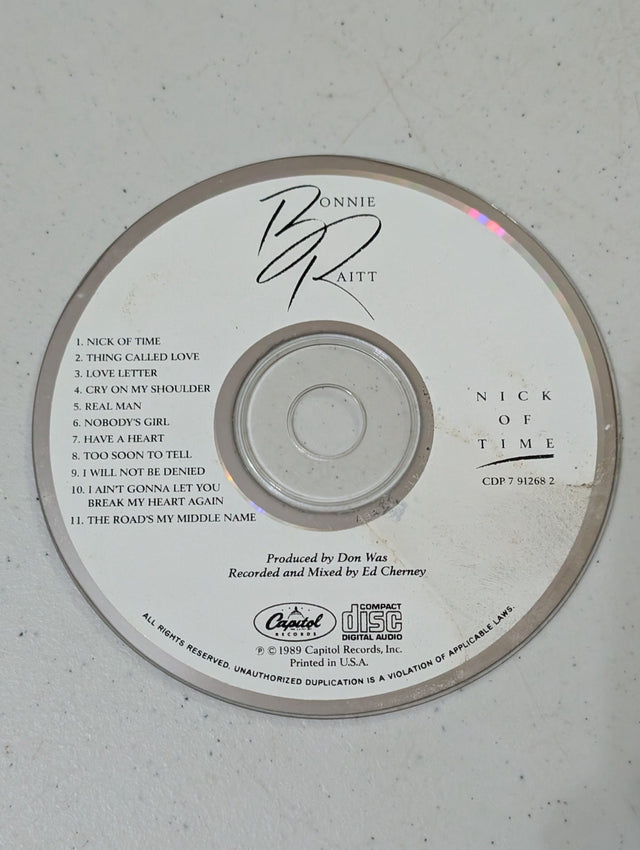 BONNIE
RAITT
1. NICK OF TIME
2. THING CALLED LOVE
3. LOVE LETTER
4. CRY ON MY SHOULDER
5. REAL MAN
6. NOBODY'S GIRL
7. HAVE A HEART
8. TOO SOON TO TELL
9. I WILL NOT BE DENIED
10. I AIN'T GONNA LET YOU
BREAK MY HEART AGAIN
11. THE ROAD'S MY MIDDLE NAME
NICK
OF
TIME
CDP 7 91268 2
Produced by Don Was
Recorded and Mixed by Ed Cherney
Capitol
RECORDS
COMPACT
disc
DIGITAL AUDIO
℗ © 1989 Capitol Records, Inc.
Printed in U.S.A.
ALL RIGHTS RESERVED. UNAUTHORIZED DUPLICATION IS A VIOLATION OF APPLICABLE LAWS.